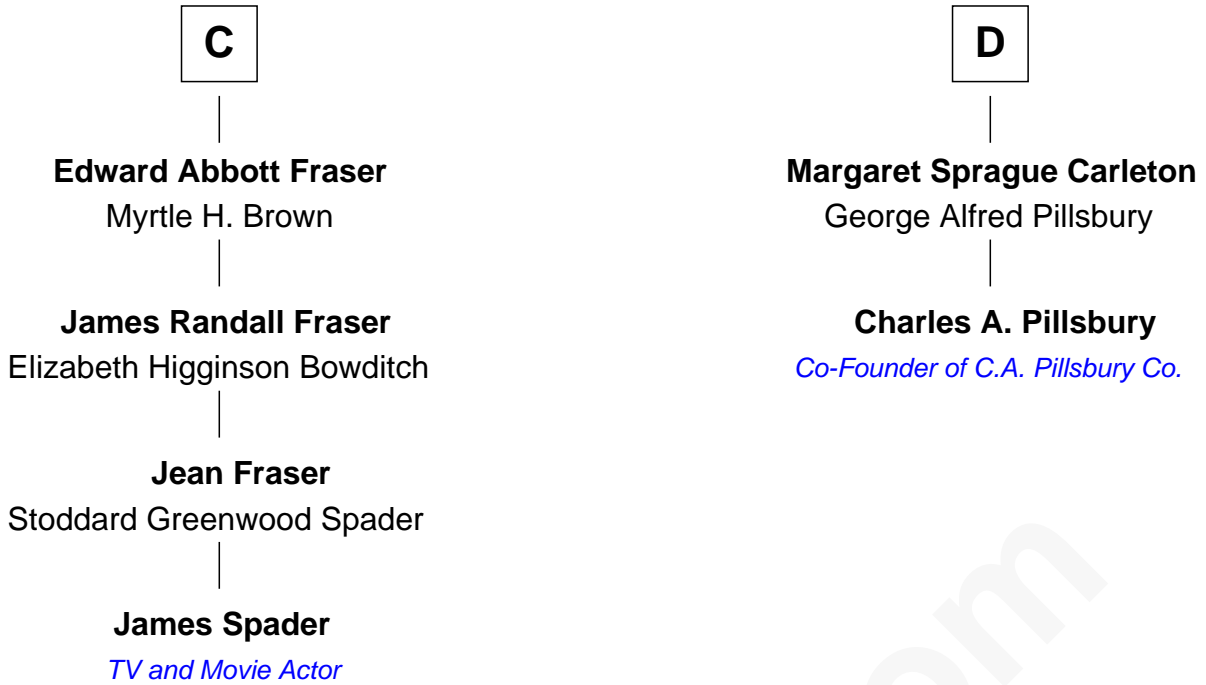 C
Edward Abbott Fraser
Myrtle H. Brown
James Randall Fraser
Elizabeth Higginson Bowditch
Jean Fraser
Stoddard Greenwood Spader
James Spader
TV and Movie Actor
D
Margaret Sprague Carleton
George Alfred Pillsbury
Charles A. Pillsbury
Co-Founder of C.A. Pillsbury Co.
om